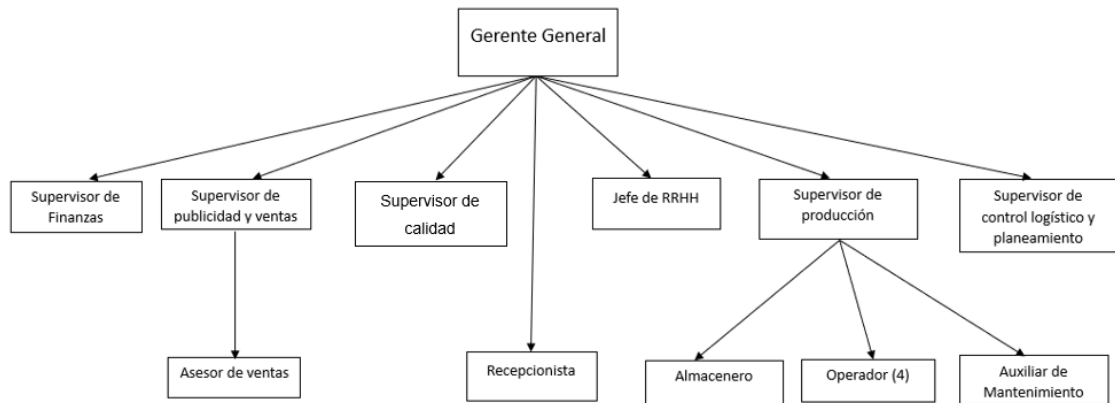 Gerente General
Supervisor de
Finanzas
Supervisor de
publicidad y ventas
Supervisor de
calidad
Jefe de RRHH
Supervisor de
producción
Supervisor de
control logístico y
planeamiento
Asesor de ventas
Recepcionista
Almacenero
Operador (4)
Auxiliar de
Mantenimiento